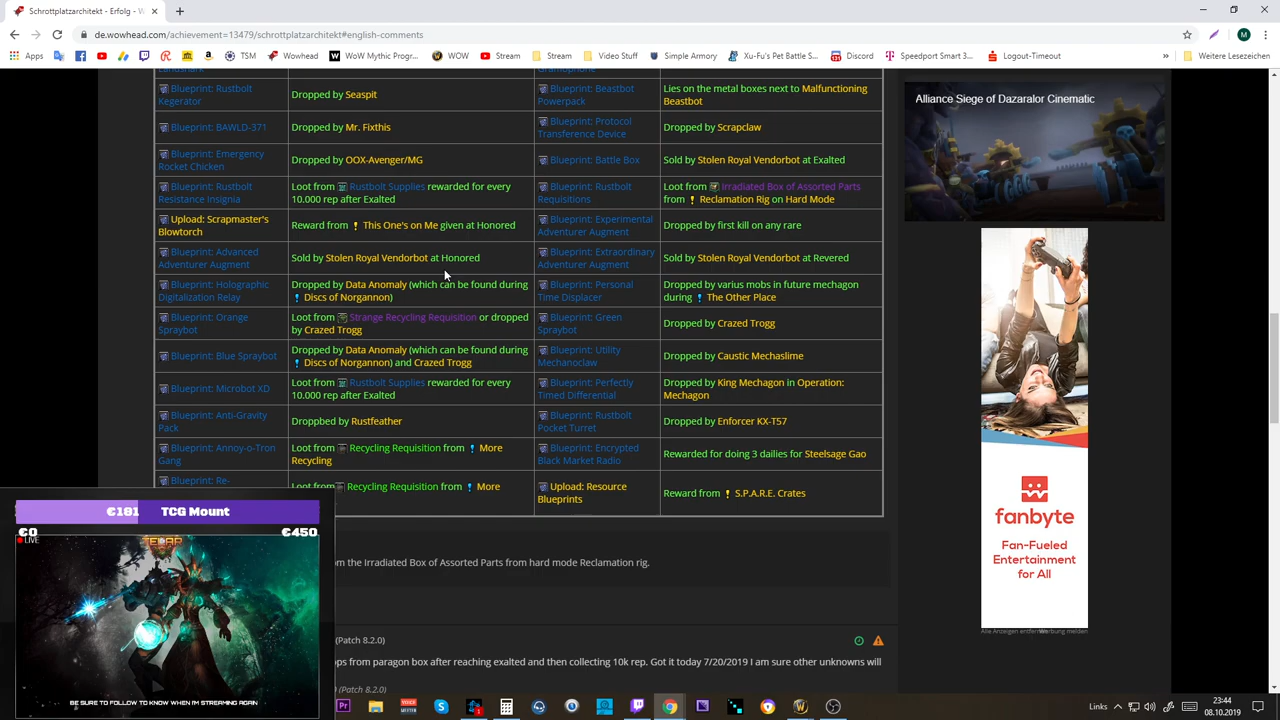 Schrottplatzarchitekt - Erfolg - W
de.wowhead.com/achievement=13479/schrottplatzarchitekt#english-comments
M
Apps TSM Headhunter WoW Mythic Progr... WOW Stream Stream Video Stuff Simple Armory Xu-Fu's Pet Battle S... Discord Speedport Smart 3... Logout-Timeout » Weitere Lesezeichen
Landshark Gramophone
Blueprint: Rustbolt
Kegerator
Dropped by Seaspit
Blueprint: Beastbot
Powerpack
Lies on the metal boxes next to Malfunctioning
Beastbot
Blueprint: BAWLD-371
Dropped by Mr. Fixthis
Blueprint: Protocol
Transference Device
Dropped by Scrapclaw
Blueprint: Emergency
Rocket Chicken
Dropped by OOX-Avenger/MG
Blueprint: Battle Box
Sold by Stolen Royal Vendorbot at Exalted
Blueprint: Rustbolt
Resistance Insignia
Loot from Rustbolt Supplies rewarded for every
10.000 rep after Exalted
Blueprint: Rustbolt
Requisitions
Loot from Irradiated Box of Assorted Parts
from Reclamation Rig on Hard Mode
Upload: Scrapmaster's
Blowtorch
Reward from This One's on Me given at Honored
Blueprint: Experimental
Adventurer Augment
Dropped by first kill on any rare
Blueprint: Advanced
Adventurer Augment
Sold by Stolen Royal Vendorbot at Honored
Blueprint: Extraordinary
Adventurer Augment
Sold by Stolen Royal Vendorbot at Revered
Blueprint: Holographic
Digitalization Relay
Dropped by Data Anomaly (which can be found during
Discs of Norgannon)
Blueprint: Personal
Time Displacer
Dropped by varius mobs in future mechagon
during The Other Place
Blueprint: Orange
Spraybot
Loot from Strange Recycling Requisition or dropped
by Crazed Trogg
Blueprint: Green
Spraybot
Dropped by Crazed Trogg
Blueprint: Blue Spraybot
Dropped by Data Anomaly (which can be found during
Discs of Norgannon) and Crazed Trogg
Blueprint: Utility
Mechanoclaw
Dropped by Caustic Mechaslime
Blueprint: Microbot XD
Loot from Rustbolt Supplies rewarded for every
10.000 rep after Exalted
Blueprint: Perfectly
Timed Differential
Dropped by King Mechagon in Operation:
Mechagon
Blueprint: Anti-Gravity
Pack
Droppbed by Rustfeather
Blueprint: Rustbolt
Pocket Turret
Dropped by Enforcer KX-T57
Blueprint: Annoy-o-Tron
Gang
Loot from Recycling Requisition from More
Recycling
Blueprint: Encrypted
Black Market Radio
Rewarded for doing 3 dailies for Steelsage Gao
Blueprint: Re-
Recycling Requisition from More
Upload: Resource
Blueprints
Reward from S.P.A.R.E. Crates
om the Irradiated Box of Assorted Parts from hard mode Reclamation rig.
(Patch 8.2.0)
ops from paragon box after reaching exalted and then collecting 10k rep. Got it today 7/20/2019 I am sure other unknowns will
(Patch 8.2.0)
Alliance Siege of Dazaralor Cinematic
fanbyte
Fan-Fueled
Entertainment
for All
Alle Anzeigen entfernen
Werbung melden
€181 TCG Mount
€0 €450
LIVE
BE SURE TO FOLLOW TO KNOW WHEN I'M STREAMING AGAIN
Links
23:44
08.10.2019